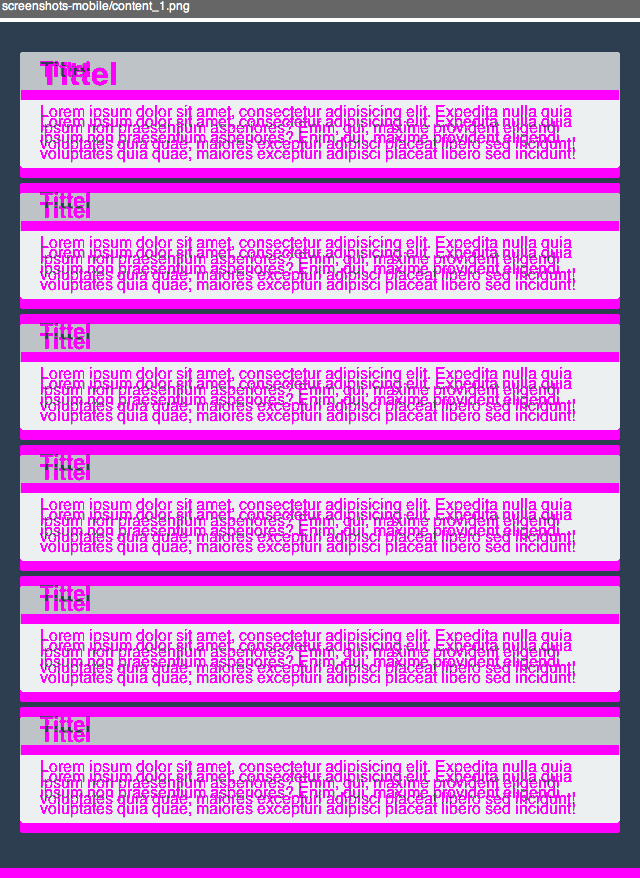 screenshots-mobile/content_1.png
Tittel
Lorem ipsum dolor sit amet, consectetur adipisicing elit. Expedita nulla quia
ipsum non praesentium asperiores? Enim, qui, maxime provident eligendi
voluptates quia quae, maiores excepturi adipisci placeat libero sed incidunt!
Tittel
Lorem ipsum dolor sit amet, consectetur adipisicing elit. Expedita nulla quia
ipsum non praesentium asperiores? Enim, qui, maxime provident eligendi
voluptates quia quae, maiores excepturi adipisci placeat libero sed incidunt!
Tittel
Lorem ipsum dolor sit amet, consectetur adipisicing elit. Expedita nulla quia
ipsum non praesentium asperiores? Enim, qui, maxime provident eligendi
voluptates quia quae, maiores excepturi adipisci placeat libero sed incidunt!
Tittel
Lorem ipsum dolor sit amet, consectetur adipisicing elit. Expedita nulla quia
ipsum non praesentium asperiores? Enim, qui, maxime provident eligendi
voluptates quia quae, maiores excepturi adipisci placeat libero sed incidunt!
Tittel
Lorem ipsum dolor sit amet, consectetur adipisicing elit. Expedita nulla quia
ipsum non praesentium asperiores? Enim, qui, maxime provident eligendi
voluptates quia quae, maiores excepturi adipisci placeat libero sed incidunt!
Tittel
Lorem ipsum dolor sit amet, consectetur adipisicing elit. Expedita nulla quia
ipsum non praesentium asperiores? Enim, qui, maxime provident eligendi
voluptates quia quae, maiores excepturi adipisci placeat libero sed incidunt!